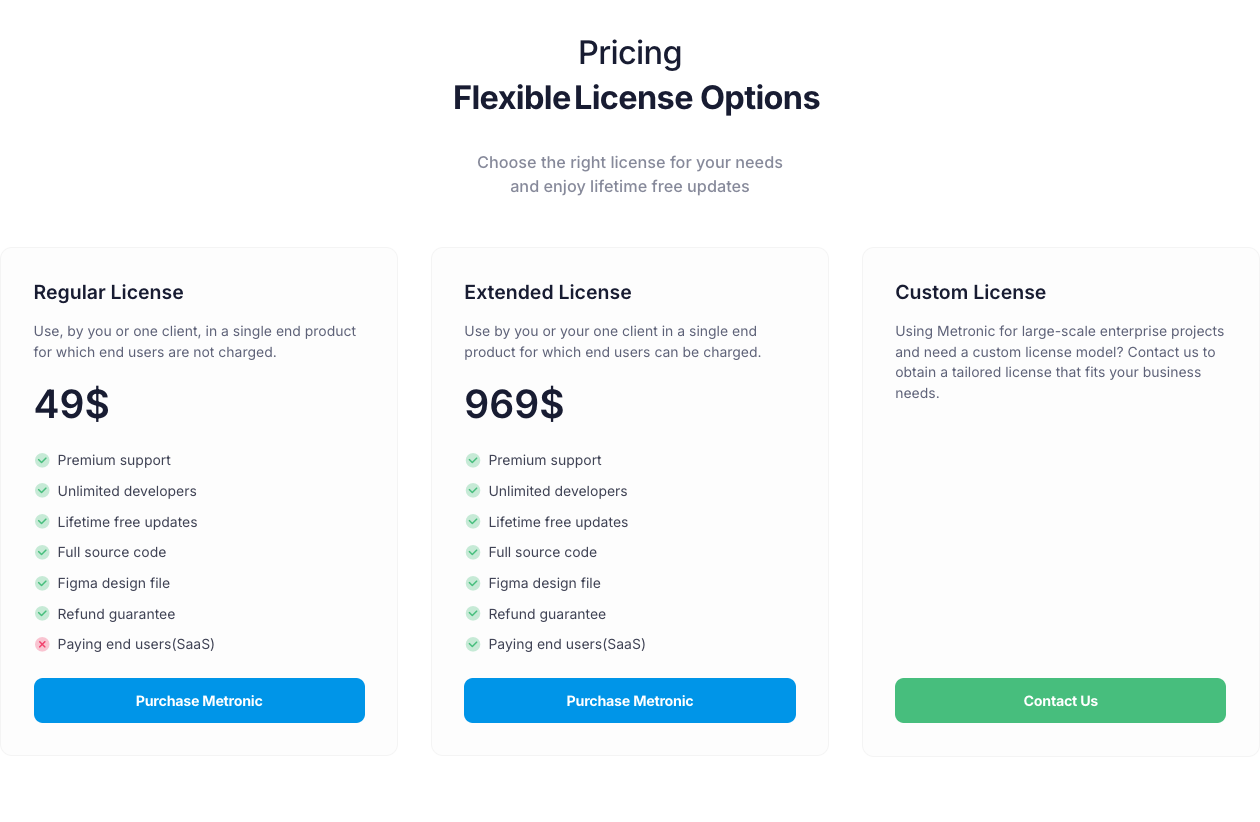 Pricing
Flexible License Options
Choose the right license for your needs
and enjoy lifetime free updates
Regular License
Use, by you or one client, in a single end product
for which end users are not charged.
49$
Premium support
Unlimited developers
Lifetime free updates
Full source code
Figma design file
Refund guarantee
Paying end users(SaaS)
Purchase Metronic
Extended License
Use by you or your one client in a single end
product for which end users can be charged.
969$
Premium support
Unlimited developers
Lifetime free updates
Full source code
Figma design file
Refund guarantee
Paying end users(SaaS)
Purchase Metronic
Custom License
Using Metronic for large-scale enterprise projects
and need a custom license model? Contact us to
obtain a tailored license that fits your business
needs.
Contact Us